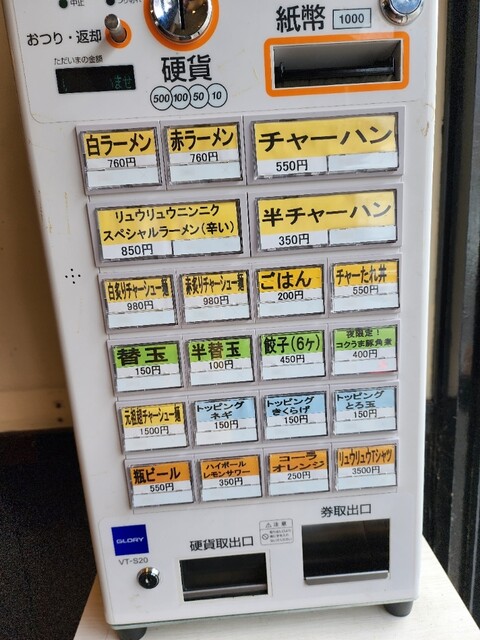 中止
おつり・返却
ただいまの金額
硬貨
500 100 50 10
紙幣 1000
白ラーメン
760円
赤ラーメン
760円
チャーハン
550円
リュウリュウニンニク
スペシャルラーメン(辛い)
850円
半チャーハン
350円
白炙りチャーシュー麺
980円
赤炙りチャーシュー麺
980円
ごはん
200円
チャーたれ丼
550円
替玉
150円
半替玉
100円
餃子(6ヶ)
450円
夜限定!
コクうま豚角煮
400円
元祖超チャーシュー麺
1500円
トッピング
ネギ
150円
トッピング
きくらげ
150円
トッピング
とろ玉
150円
瓶ビール
550円
ハイボール
レモンサワー
350円
コーラ
オレンジ
250円
リュウリュウTシャツ
3500円
GLORY
VT-S20
硬貨取出口
注意
券取出口